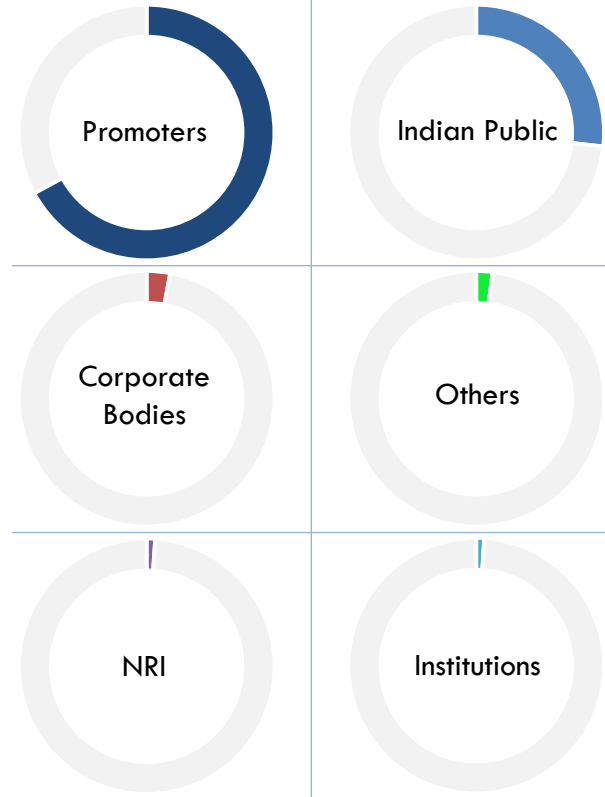 Promoters
Indian Public
Corporate
Bodies
Others
NRI
Institutions